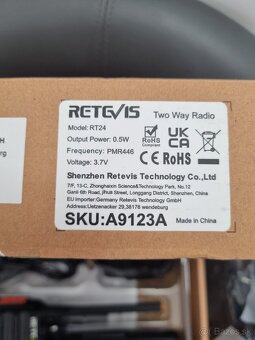 RETEVIS Two Way Radio
Model: RT24
Output Power: 0.5W
Frequency: PMR446
Voltage: 3.7V
RoHS
UK CA
CE RoHS
Shenzhen Retevis Technology Co.,Ltd.
7/F, 13-C, Zhonghaixin Science&Technology Park, No.12
Ganli 6th Road, Jihua Street, Longgang District, Shenzhen, China
EU importer:Germany Retevis Technology GmbH
Address:Uetzenacker 29,38176 wendeburg
SKU:A9123A
Made in China